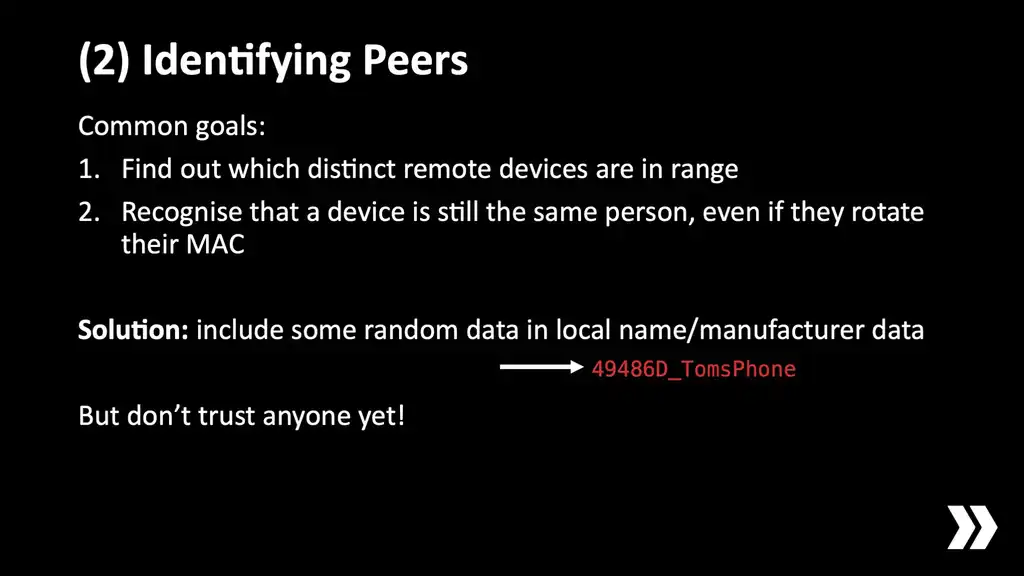 (2) Identifying Peers
Common goals:
1. Find out which distinct remote devices are in range
2. Recognise that a device is still the same person, even if they rotate
their MAC
Solution: include some random data in local name/manufacturer data
49486D_TomsPhone
But don’t trust anyone yet!